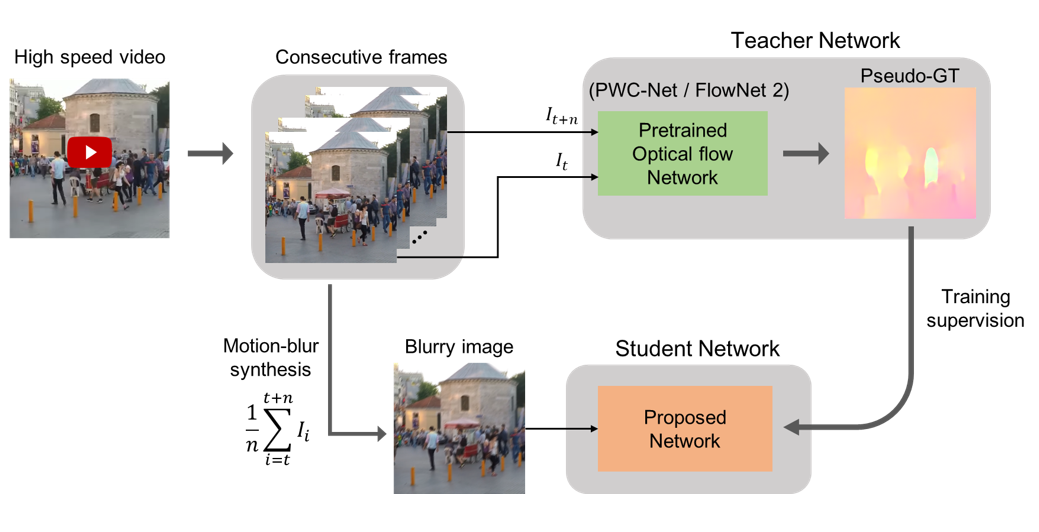 High speed video
Consecutive frames
Teacher Network
(PWC-Net / FlowNet 2)
Pseudo-GT
I_{t+n}
I_t
Pretrained
Optical flow
Network
Training
supervision
Motion-blur
synthesis
\frac{1}{n}\sum_{i=t}^{t+n} I_i
Blurry image
Student Network
Proposed
Network